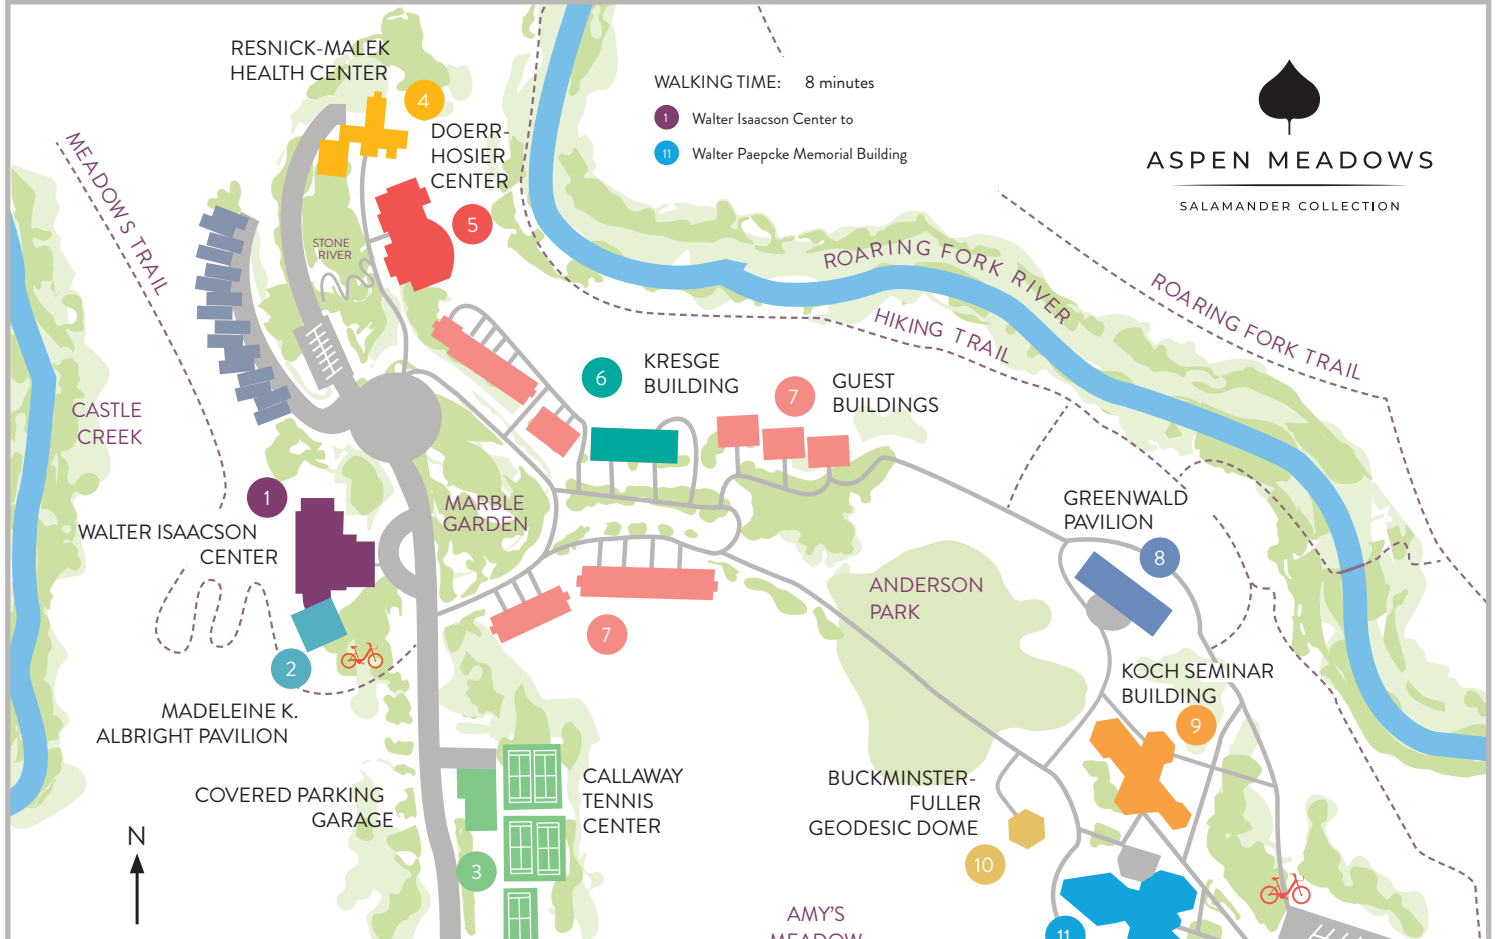 RESNICK-MALEK
HEALTH CENTER
4
DOERR-
HOSIER
CENTER
5
WALKING TIME: 8 minutes
1 Walter Isaacson Center to
11 Walter Paepcke Memorial Building
ASPEN MEADOWS
SALAMANDER COLLECTION
MEADOWS TRAIL
STONE
RIVER
ROARING FORK RIVER
HIKING TRAIL
ROARING FORK TRAIL
CASTLE
CREEK
6
KRESGE
BUILDING
7
GUEST
BUILDINGS
1
WALTER ISAACSON
CENTER
MARBLE
GARDEN
GREENWALD
PAVILION
8
ANDERSON
PARK
7
2
MADELEINE K.
ALBRIGHT PAVILION
KOCH SEMINAR
BUILDING
9
COVERED PARKING
GARAGE
CALLAWAY
TENNIS
CENTER
3
BUCKMINSTER-
FULLER
GEODESIC DOME
10
N
AMY'S
MEADOW
11